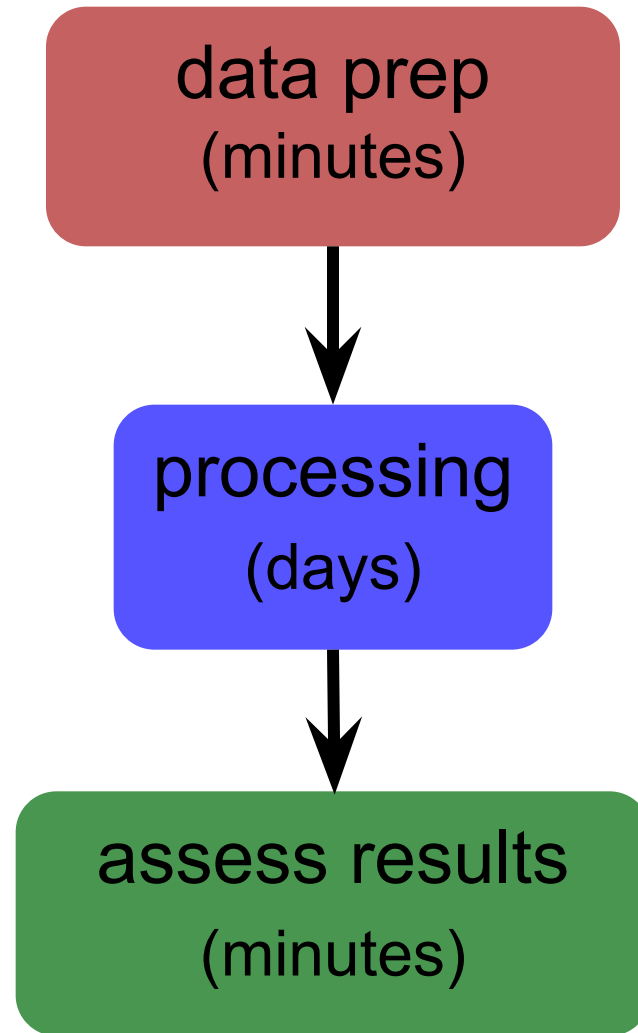 data prep
(minutes)
processing
(days)
assess results
(minutes)